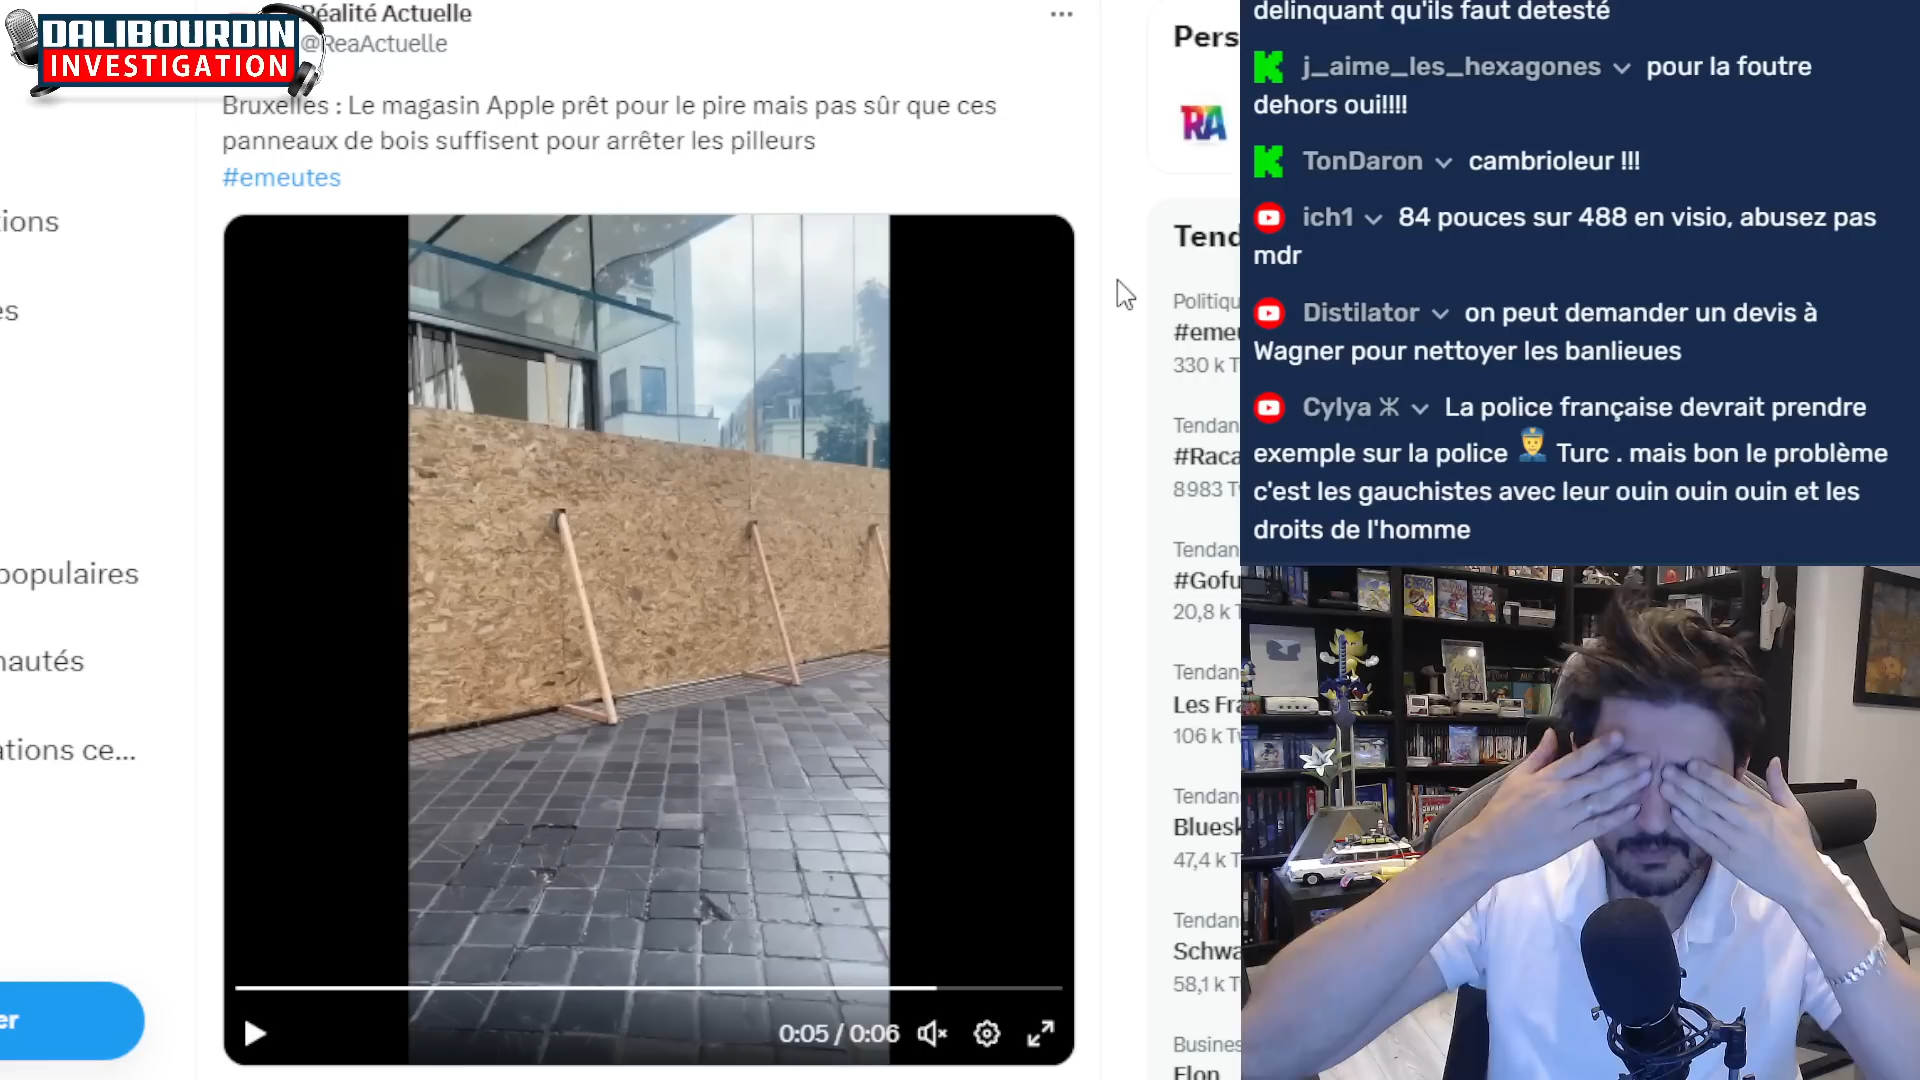 DALIBOURDIN
INVESTIGATION
Réalité Actuelle
@ReaActuelle
Bruxelles : Le magasin Apple prêt pour le pire mais pas sûr que ces
panneaux de bois suffisent pour arrêter les pilleurs
#emeutes
0:05 / 0:06
ions
es
populaires
nautés
ations ce...
er
Pers
RA
Tend
Politiqu
#emeu
330 k T
Tendan
#Raca
8983 T
Tendan
#Gofu
20,8 k T
Tendan
Les Fra
106 k Tw
Tendan
Bluesk
47,4 k T
Tendan
Schwa
58,1 k T
Busines
Elon
delinquant qu'ils faut detesté
j_aime_les_hexagones pour la foutre
dehors oui!!!!
TonDaron cambrioleur !!!
ich1 84 pouces sur 488 en visio, abusez pas
mdr
Distilator on peut demander un devis à
Wagner pour nettoyer les banlieues
Cylya ⵣ La police française devrait prendre
exemple sur la police 👮 Turc . mais bon le problème
c'est les gauchistes avec leur ouin ouin ouin et les
droits de l'homme